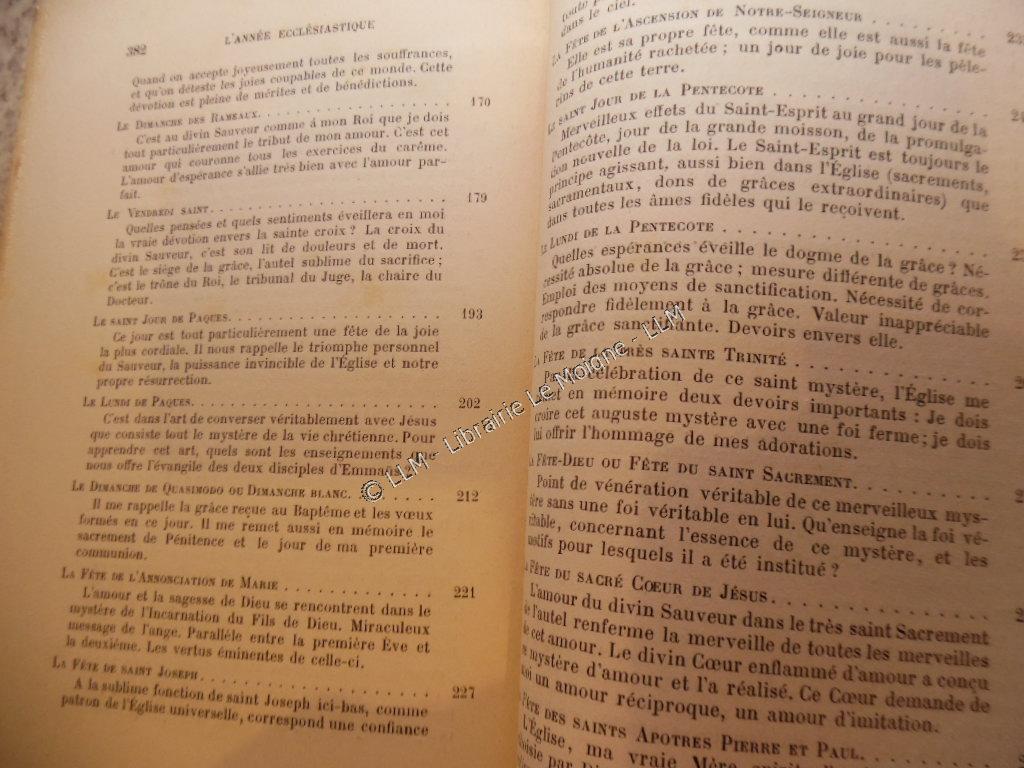 382 L'ANNÉE ECCLÉSIASTIQUE
Quand on accepte joyeusement toutes les souffrances,
et qu'on déteste les joies coupables de ce monde. Cette
dévotion est pleine de mérites et de bénédictions.
LE DIMANCHE DES RAMEAUX. . . . . . . . . . . . . . . 170
C'est au divin Sauveur comme á mon Roi que je dois
tout particulièrement le tribut de mon amour. C'est cet
amour qui couronne tous les exercices du carême.
L'amour d'espérance s'allie très bien avec l'amour par-
fait.
LE VENDREDI SAINT. . . . . . . . . . . . . . . . . . 179
Quelles pensées et quels sentiments éveillera en moi
la vraie dévotion envers la sainte croix ? La croix du
divin Sauveur, c'est son lit de douleurs et de mort.
C'est le siège de la grâce, l'autel sublime du sacrifice ;
c'est le trône du Roi, le tribunal du Juge, la chaire du
Docteur.
LE SAINT JOUR DE PAQUES. . . . . . . . . . . . . . . 193
Ce jour est tout particulièrement une fête de la joie
la plus cordiale. Il nous rappelle le triomphe personnel
du Sauveur, la puissance invincible de l'Église et notre
propre résurrection.
LE LUNDI DE PAQUES. . . . . . . . . . . . . . . . . . 202
C'est dans l'art de converser véritablement avec Jésus
que consiste tout le mystère de la vie chrétienne. Pour
apprendre cet art, quels sont les enseignements que
nous offre l'évangile des deux disciples d'Emmaüs ?
LE DIMANCHE DE QUASIMODO OU DIMANCHE BLANC. . . . . . 212
Il me rappelle la grâce reçue au Baptême et les vœux
formés en ce jour. Il me remet aussi en mémoire le
sacrement de Pénitence et le jour de ma première
communion.
LA FÊTE DE L'ANNONCIATION DE MARIE . . . . . . . . . 221
L'amour et la sagesse de Dieu se rencontrent dans le
mystère de l'Incarnation du Fils de Dieu. Miraculeux
message de l'ange. Parallèle entre la première Ève et
la deuxième. Les vertus éminentes de celle-ci.
LA FÊTE DE SAINT JOSEPH. . . . . . . . . . . . . . . 227
A la sublime fonction de saint Joseph ici-bas, comme
patron de l'Église universelle, correspond une confiance
dans le ciel.
LA FÊTE DE L'ASCENSION DE NOTRE-SEIGNEUR . . . . . .
Elle est sa propre fête, comme elle est aussi la fête
de l'humanité rachetée ; un jour de joie pour les pèle-
rins de cette terre.
LE SAINT JOUR DE LA PENTECOTE . . . . . . . . . . .
Merveilleux effets du Saint-Esprit au grand jour de la
Pentecôte, jour de la grande moisson, de la promulga-
tion nouvelle de la loi. Le Saint-Esprit est toujours le
principe agissant, aussi bien dans l'Église (sacrements,
sacramentaux, dons de grâces extraordinaires) que
dans toutes les âmes fidèles qui le reçoivent.
LE LUNDI DE LA PENTECOTE . . . . . . . . . . . . . .
Quelles espérances éveille le dogme de la grâce ? Né-
cessité absolue de la grâce ; mesure différente de grâces.
Emploi des moyens de sanctification. Nécessité de cor-
respondre fidèlement à la grâce. Valeur inappréciable
de la grâce sanctifiante. Devoirs envers elle.
LA FÊTE DE LA TRÈS SAINTE TRINITÉ . . . . . . . . .
Par la célébration de ce saint mystère, l'Église me
met en mémoire deux devoirs importants : Je dois
croire cet auguste mystère avec une foi ferme; je dois
lui offrir l'hommage de mes adorations.
LA FÊTE-DIEU OU FÊTE DU SAINT SACREMENT. . . . . . .
Point de vénération véritable de ce merveilleux mys-
tère sans une foi véritable en lui. Qu'enseigne la foi vé-
ritable, concernant l'essence de ce mystère, et les
motifs pour lesquels il a été institué ?
LA FÊTE DU SACRÉ CŒUR DE JÉSUS. . . . . . . . . . .
L'amour du divin Sauveur dans le très saint Sacrement
de l'autel renferme la merveille de toutes les merveilles
de cet amour. Le divin Cœur enflammé d'amour a conçu
ce mystère d'amour et l'a réalisé. Ce Cœur demande de
moi un amour réciproque, un amour d'imitation.
FÊTE DES SAINTS APOTRES PIERRE ET PAUL. . . . . . .
L'Église, ma vraie Mère
© LLM - Librairie Le Moione - LLM